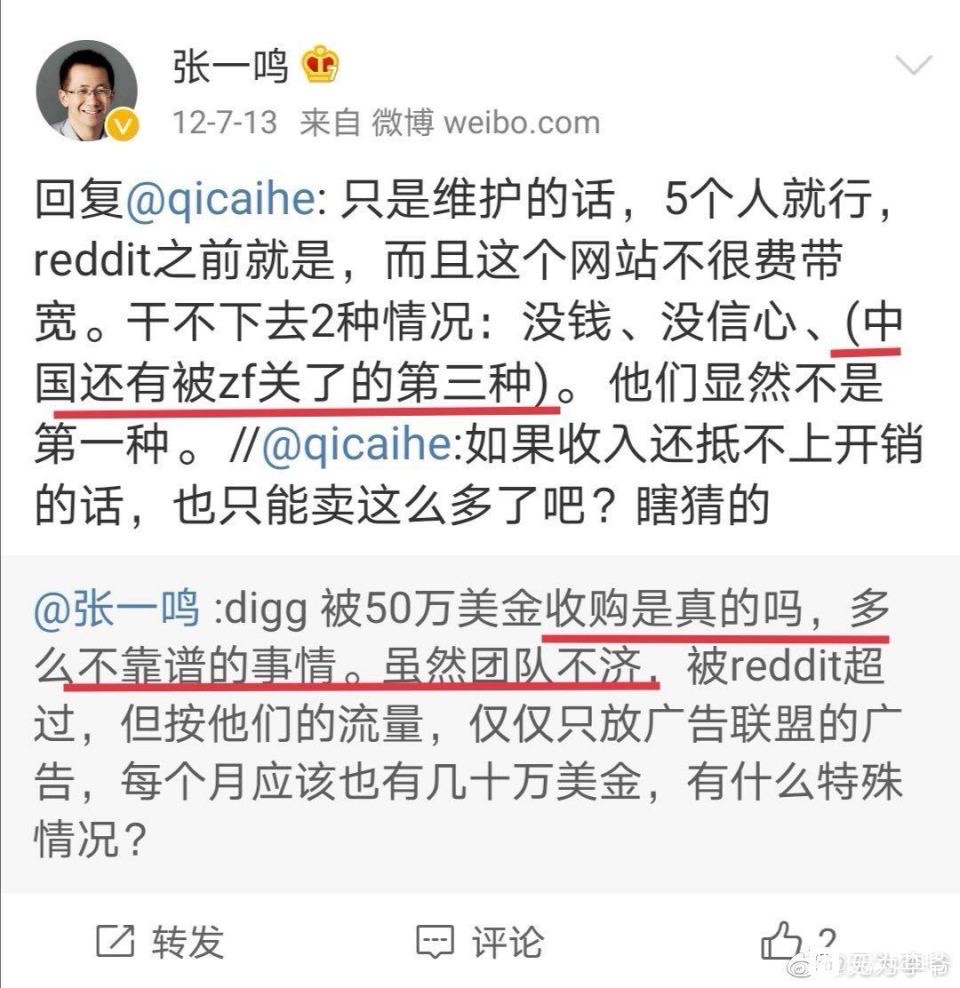 张一鸣
12-7-13 来自 微博 weibo.com
回复@qicaihe: 只是维护的话，5个人就行，
reddit之前就是，而且这个网站不很费带
宽。干不下去2种情况：没钱、没信心、(中
国还有被zf关了的第三种)。他们显然不是
第一种。//@qicaihe:如果收入还抵不上开销
的话，也只能卖这么多了吧？瞎猜的
@张一鸣 :digg 被50万美金收购是真的吗，多
么不靠谱的事情。虽然团队不济，被reddit超
过，但按他们的流量，仅仅只放广告联盟的广
告，每个月应该也有几十万美金，有什么特殊
情况？
转发 评论 2